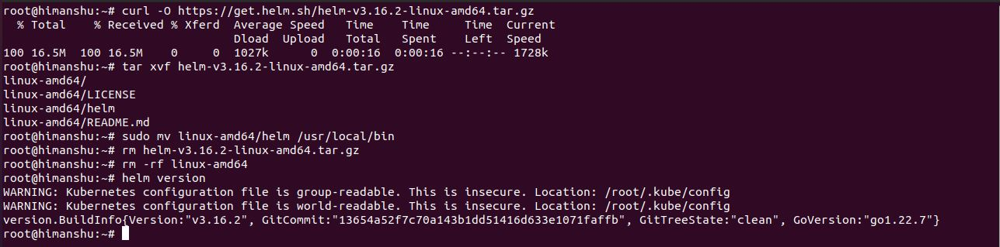 root@himanshu:~# curl -O https://get.helm.sh/helm-v3.16.2-linux-amd64.tar.gz
  % Total    % Received % Xferd  Average Speed   Time    Time     Time  Current
                                 Dload  Upload   Total   Spent    Left  Speed
100 16.5M  100 16.5M    0     0  1027k      0  0:00:16  0:00:16 --:--:-- 1728k
root@himanshu:~# tar xvf helm-v3.16.2-linux-amd64.tar.gz
linux-amd64/
linux-amd64/LICENSE
linux-amd64/helm
linux-amd64/README.md
root@himanshu:~# sudo mv linux-amd64/helm /usr/local/bin
root@himanshu:~# rm helm-v3.16.2-linux-amd64.tar.gz
root@himanshu:~# rm -rf linux-amd64
root@himanshu:~# helm version
WARNING: Kubernetes configuration file is group-readable. This is insecure. Location: /root/.kube/config
WARNING: Kubernetes configuration file is world-readable. This is insecure. Location: /root/.kube/config
version.BuildInfo{Version:"v3.16.2", GitCommit:"13654a52f7c70a143b1dd51416d633e1071faffb", GitTreeState:"clean", GoVersion:"go1.22.7"}
root@himanshu:~#